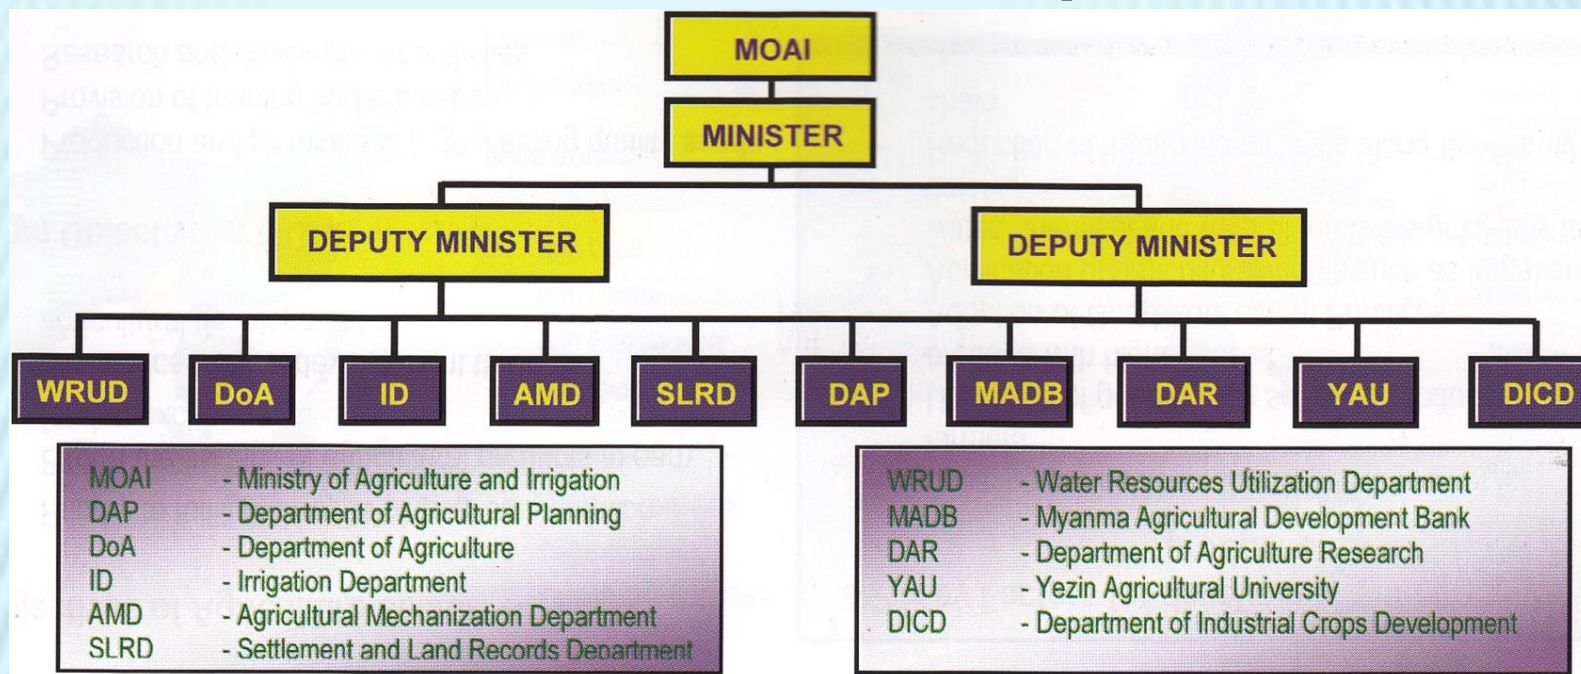 MOAI
MINISTER
DEPUTY MINISTER
DEPUTY MINISTER
WRUD
DoA
ID
AMD
SLRD
DAP
MADB
DAR
YAU
DICD
MOAI - Ministry of Agriculture and Irrigation
DAP - Department of Agricultural Planning
DoA - Department of Agriculture
ID - Irrigation Department
AMD - Agricultural Mechanization Department
SLRD - Settlement and Land Records Department
WRUD - Water Resources Utilization Department
MADB - Myanma Agricultural Development Bank
DAR - Department of Agriculture Research
YAU - Yezin Agricultural University
DICD - Department of Industrial Crops Development